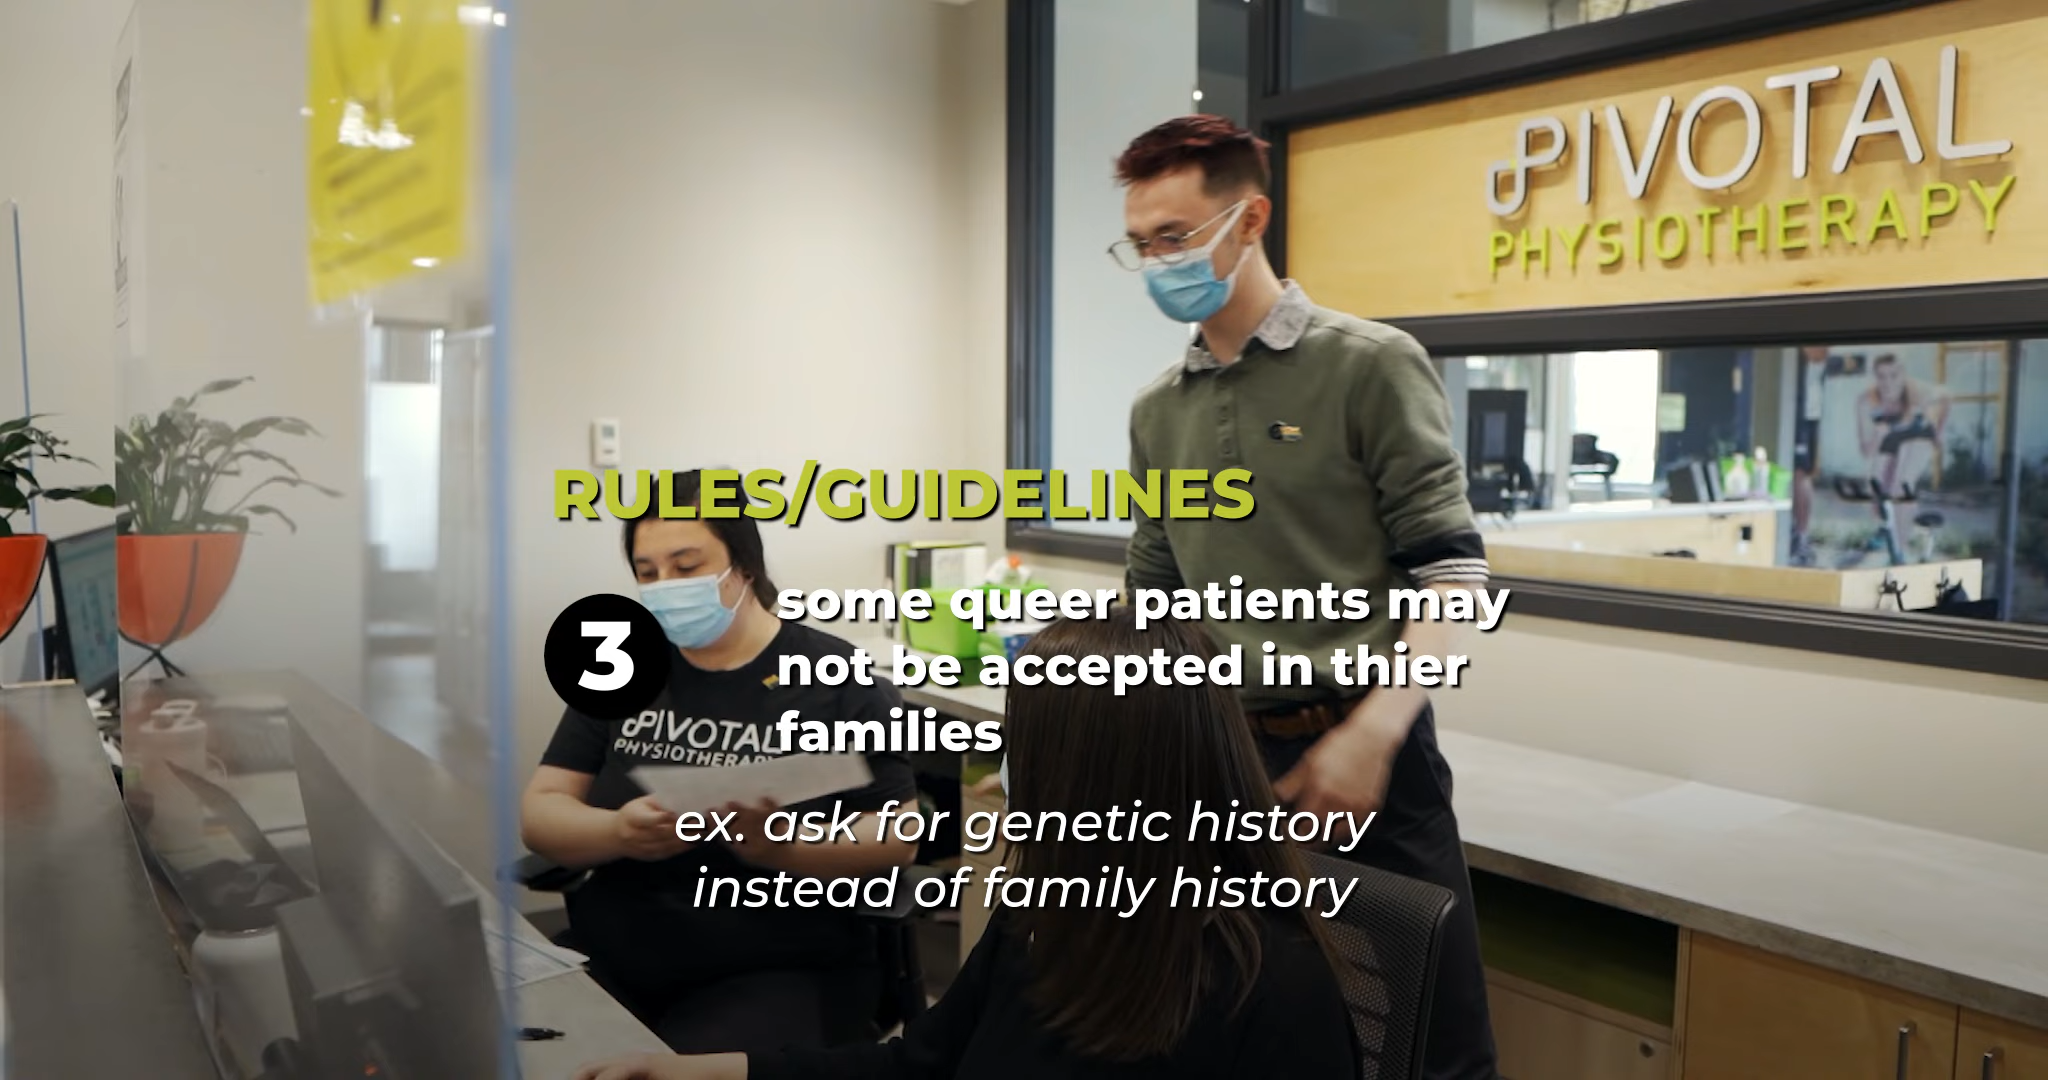 PIVOTAL
PHYSIOTHERAPY
RULES/GUIDELINES
3
some queer patients may
not be accepted in thier
families
PIVOTAL
ex. ask for genetic history
instead of family history